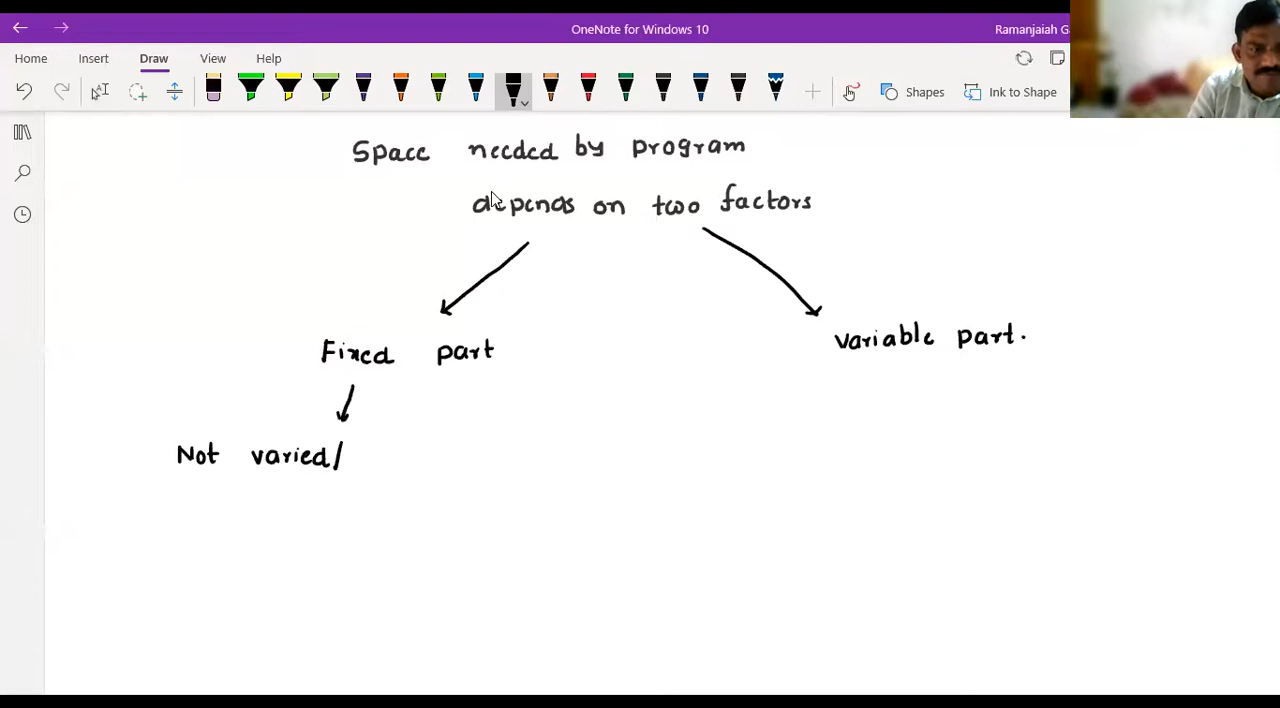 OneNote for Windows 10
Ramanjaiah G
Home Insert Draw View Help
Shapes Ink to Shape
Space needed by program
depends on two factors
Fixed part
variable part.
Not varied/